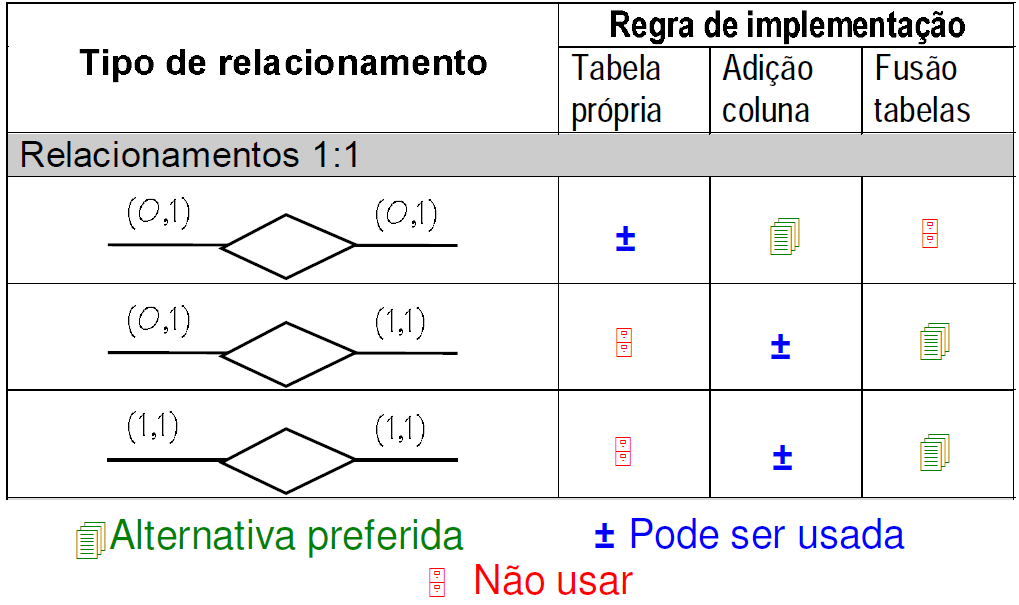 Tipo de relacionamento
Regra de implementação
Tabela própria
Adição coluna
Fusão tabelas
Relacionamentos 1:1
(0,1) (0,1)
±
(0,1) (1,1)
±
(1,1) (1,1)
±
Alternativa preferida
± Pode ser usada
Não usar